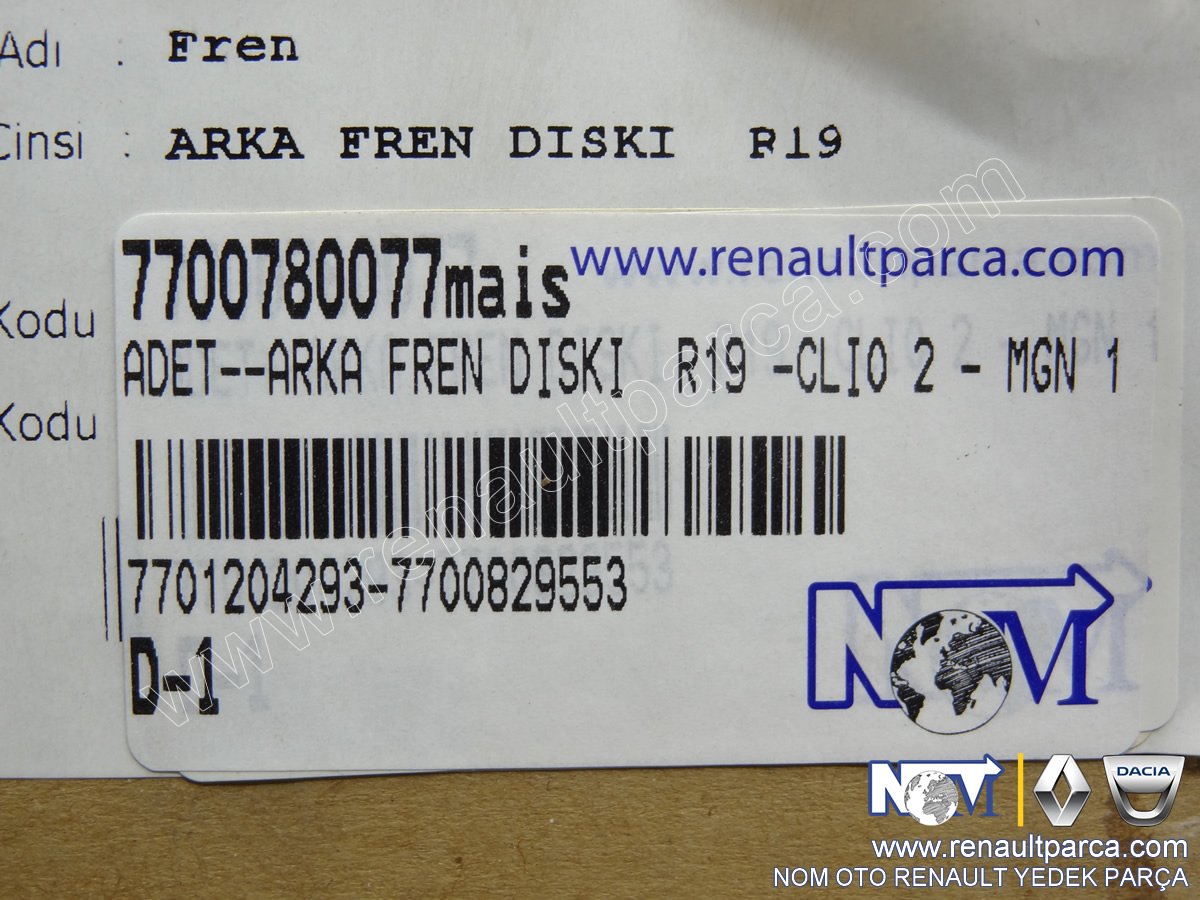 Adı : Fren
Cinsi : ARKA FREN DISKI R19
7700780077mais www.renaultparca.com
Kodu
ADET--ARKA FREN DISKI R19 -CLIO 2 - MGN 1
Kodu
7701204293-7700829553
D-1
NOM
www.renaultparca.com
NOM DACIA
www.renaultparca.com
NOM OTO RENAULT YEDEK PARÇA